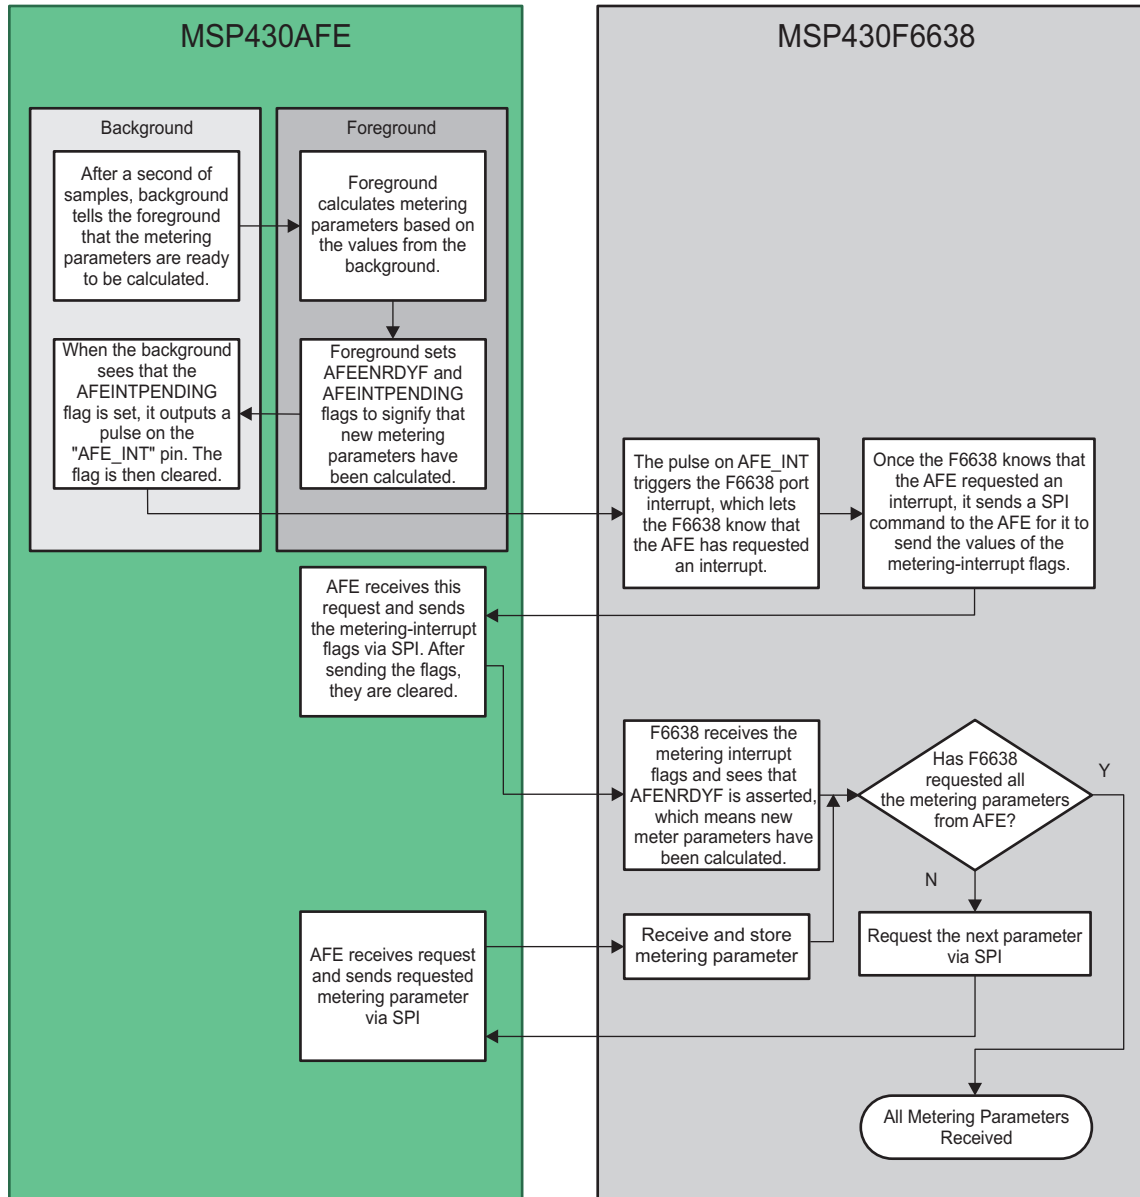 MSP430AFE
MSP430F6638
Background
Foreground
After a second of
samples, background
tells the foreground
that the metering
parameters are ready
to be calculated.
Foreground
calculates metering
parameters based on
the values from the
background.
When the background
sees that the
AFEINTPENDING
flag is set, it outputs a
pulse on the
"AFE_INT" pin. The
flag is then cleared.
Foreground sets
AFEENRDYF and
AFEINTPENDING
flags to signify that
new metering
parameters have
been calculated.
The pulse on AFE_INT
triggers the F6638 port
interrupt, which lets
the F6638 know that
the AFE has requested
an interrupt.
Once the F6638 knows that
the AFE requested an
interrupt, it sends a SPI
command to the AFE for it to
send the values of the
metering-interrupt flags.
AFE receives this
request and sends
the metering-interrupt
flags via SPI. After
sending the flags,
they are cleared.
F6638 receives the
metering interrupt
flags and sees that
AFENRDYF is asserted,
which means new
meter parameters have
been calculated.
Has F6638
requested all
the metering parameters
from AFE?
Y
N
AFE receives request
and sends requested
metering parameter
via SPI
Receive and store
metering parameter
Request the next parameter
via SPI
All Metering Parameters
Received